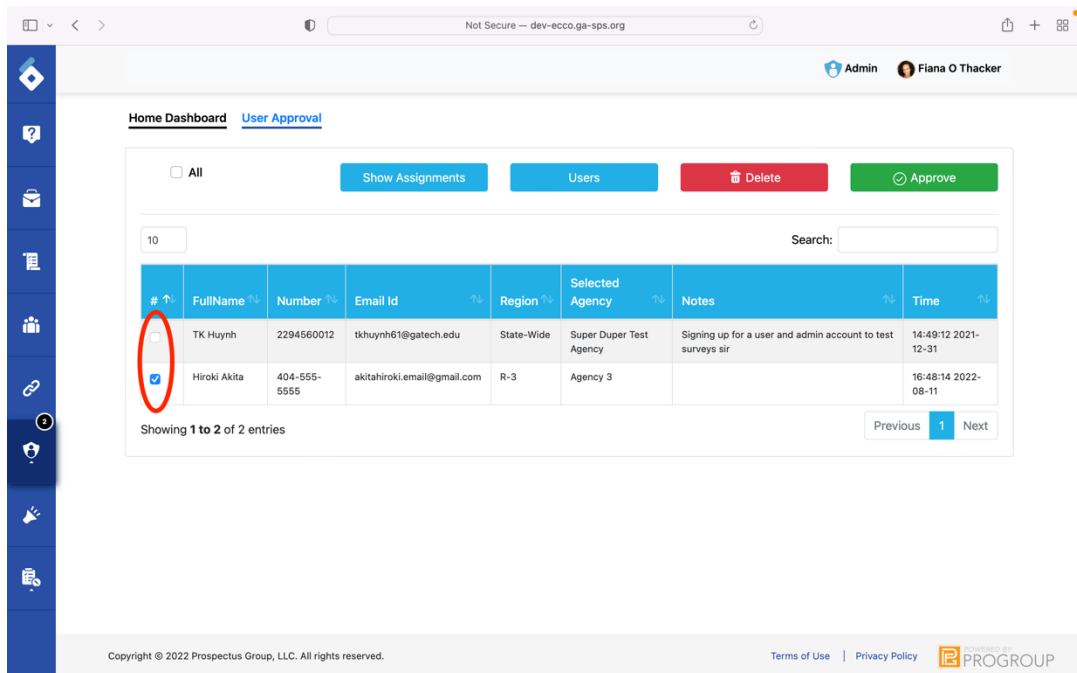 Not Secure — dev-ecco.ga-sps.org
Admin Fiana O Thacker
Home Dashboard User Approval
All Show Assignments Users Delete Approve
10 Search:
# FullName Number Email Id Region Selected Agency Notes Time
TK Huynh 2294560012 tkhuynh61@gatech.edu State-Wide Super Duper Test Agency Signing up for a user and admin account to test surveys sir 14:49:12 2021-12-31
Hiroki Akita 404-555-5555 akitahiroki.email@gmail.com R-3 Agency 3 16:48:14 2022-08-11
2
Showing 1 to 2 of 2 entries Previous 1 Next
Copyright © 2022 Prospectus Group, LLC. All rights reserved. Terms of Use | Privacy Policy
POWERED BY
PROGROUP